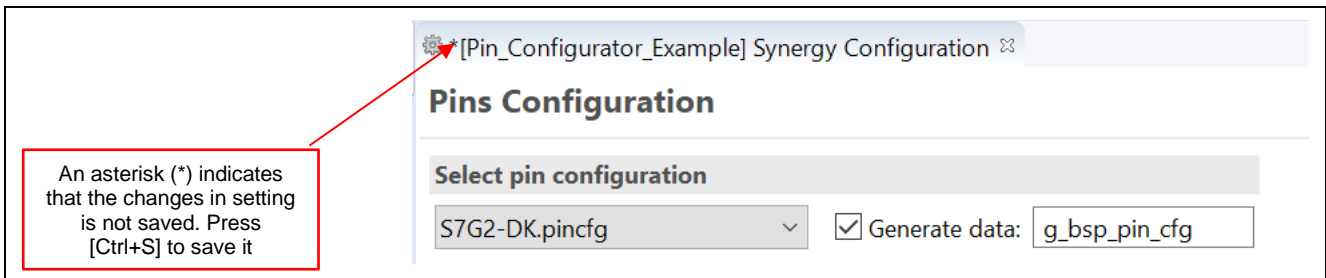 *[Pin_Configurator_Example] Synergy Configuration
Pins Configuration
An asterisk (*) indicates
that the changes in setting
is not saved. Press
[Ctrl+S] to save it
Select pin configuration
S7G2-DK.pincfg
Generate data: g_bsp_pin_cfg